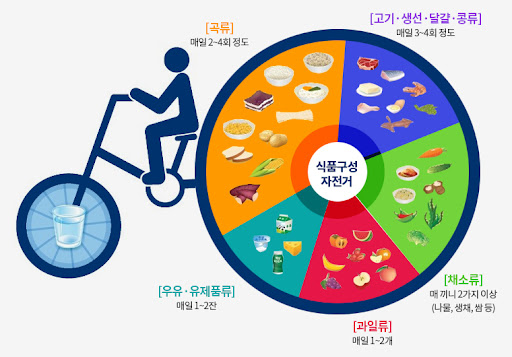 [곡류]
매일 2~4회 정도
[고기·생선·달걀·콩류]
매일 3~4회 정도
식품구성
자전거
[우유·유제품류]
매일 1~2잔
[채소류]
매 끼니 2가지 이상
(나물, 생채, 쌈 등)
[과일류]
매일 1~2개